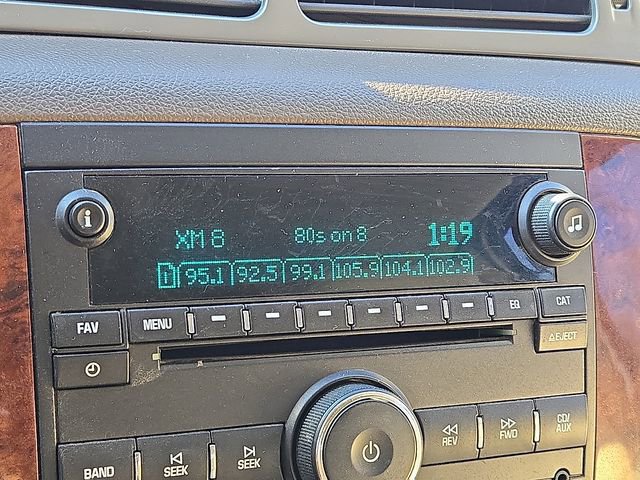 i
XM 8 80s on 8 1:19
1 95.1 92.5 99.1 105.9 104.1 102.9
FAV MENU EQ CAT
EJECT
BAND SEEK SEEK REV FWD CD/AUX